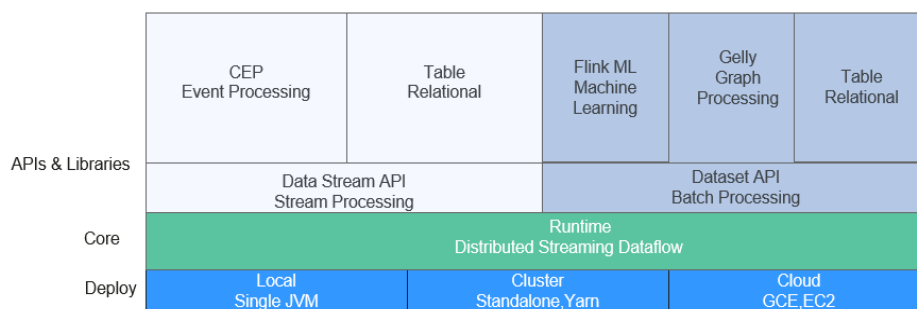 CEP
Event Processing
Table
Relational
Flink ML
Machine
Learning
Gelly
Graph
Processing
Table
Relational
APIs & Libraries
Data Stream API
Stream Processing
Dataset API
Batch Processing
Core
Runtime
Distributed Streaming Dataflow
Deploy
Local
Single JVM
Cluster
Standalone,Yarn
Cloud
GCE,EC2